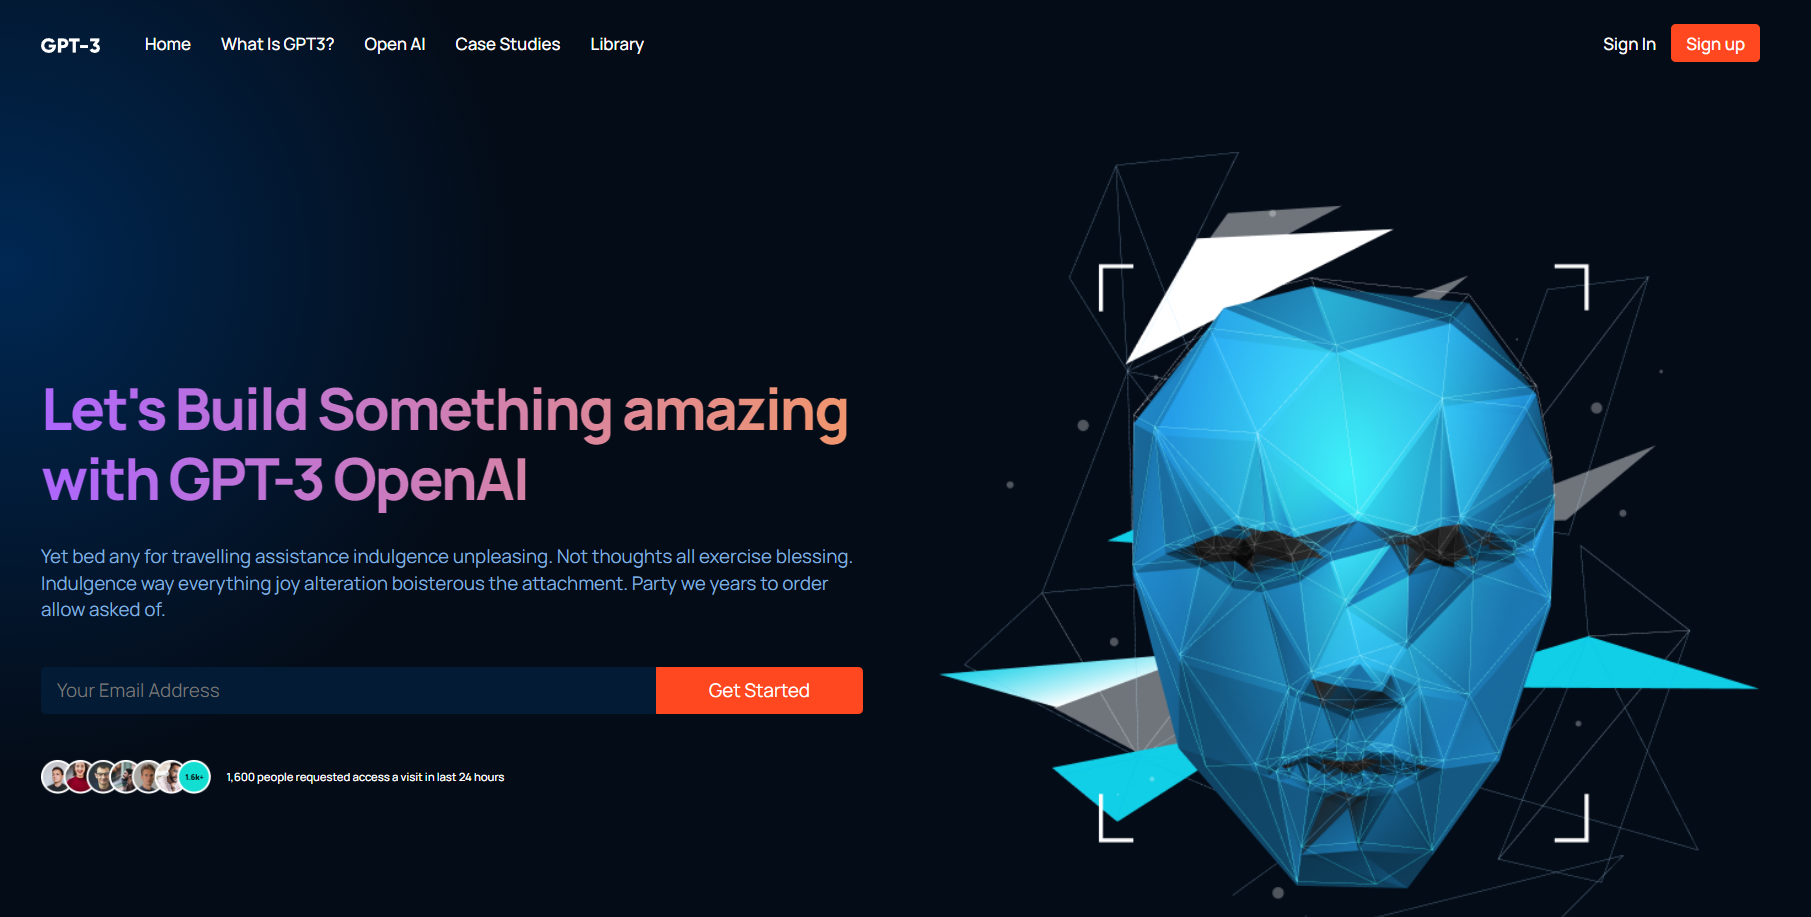 GPT-3
Home
What Is GPT3?
Open AI
Case Studies
Library
Sign In
Sign up
Let's Build Something amazing
with GPT-3 OpenAI
Yet bed any for travelling assistance indulgence unpleasing. Not thoughts all exercise blessing.
Indulgence way everything joy alteration boisterous the attachment. Party we years to order
allow asked of.
Your Email Address
Get Started
1.6k+
1,600 people requested access a visit in last 24 hours